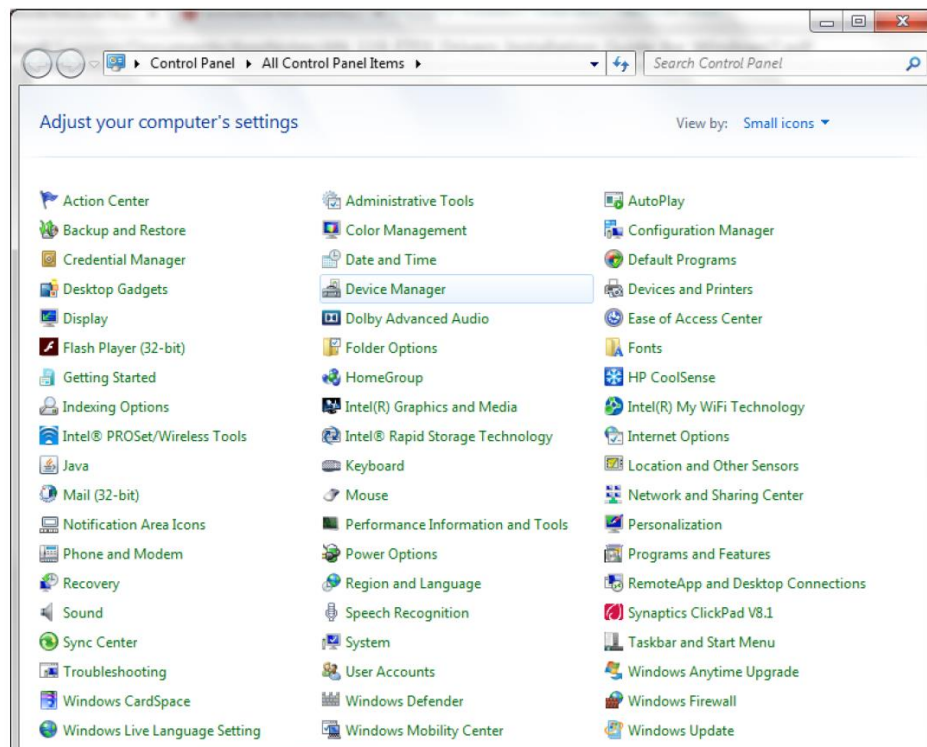 Control Panel All Control Panel Items Search Control Panel
Adjust your computer's settings View by: Small icons
Action Center Administrative Tools AutoPlay
Backup and Restore Color Management Configuration Manager
Credential Manager Date and Time Default Programs
Desktop Gadgets Device Manager Devices and Printers
Display Dolby Advanced Audio Ease of Access Center
Flash Player (32-bit) Folder Options Fonts
Getting Started HomeGroup HP CoolSense
Indexing Options Intel(R) Graphics and Media Intel(R) My WiFi Technology
Intel® PROSet/Wireless Tools Intel® Rapid Storage Technology Internet Options
Java Keyboard Location and Other Sensors
Mail (32-bit) Mouse Network and Sharing Center
Notification Area Icons Performance Information and Tools Personalization
Phone and Modem Power Options Programs and Features
Recovery Region and Language RemoteApp and Desktop Connections
Sound Speech Recognition Synaptics ClickPad V8.1
Sync Center System Taskbar and Start Menu
Troubleshooting User Accounts Windows Anytime Upgrade
Windows CardSpace Windows Defender Windows Firewall
Windows Live Language Setting Windows Mobility Center Windows Update